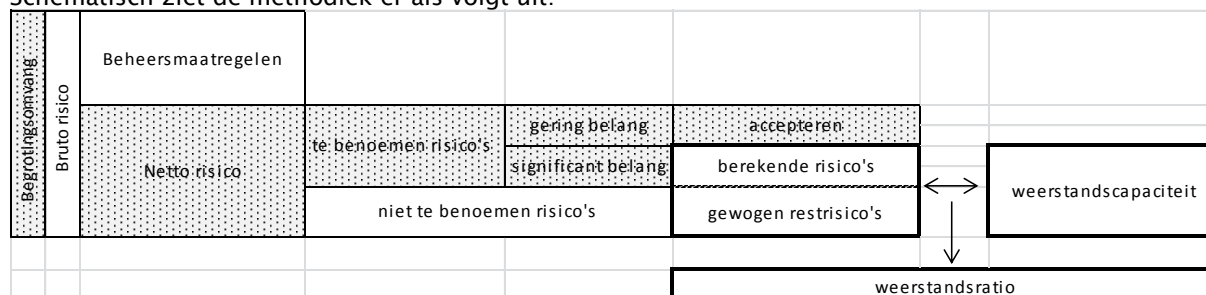 Schematisch ziet de methodiek er als volgt uit:
Begrotingsomvang
Bruto risico
Beheersmaatregelen
Netto risico
te benoemen risico's
gering belang
accepteren
significant belang
berekende risico's
niet te benoemen risico's
gewogen restrisico's
weerstandscapaciteit
weerstandsratio